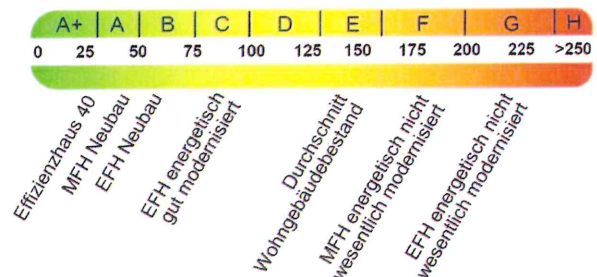 A+ A B C D E F G H
0 25 50 75 100 125 150 175 200 225 >250
Effizienzhaus 40
MFH Neubau
EFH Neubau
EFH energetisch
gut modernisiert
Durchschnitt
Wohngebäudebestand
MFH energetisch nicht
wesentlich modernisiert
EFH energetisch nicht
wesentlich modernisiert